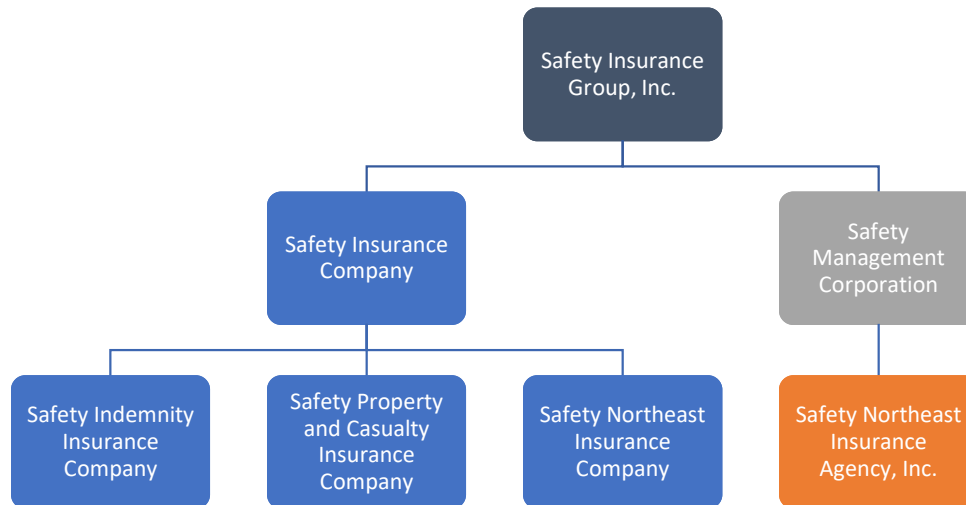 Safety Insurance
Group, Inc.
Safety Insurance
Company
Safety
Management
Corporation
Safety Indemnity
Insurance
Company
Safety Property
and Casualty
Insurance
Company
Safety Northeast
Insurance
Company
Safety Northeast
Insurance
Agency, Inc.